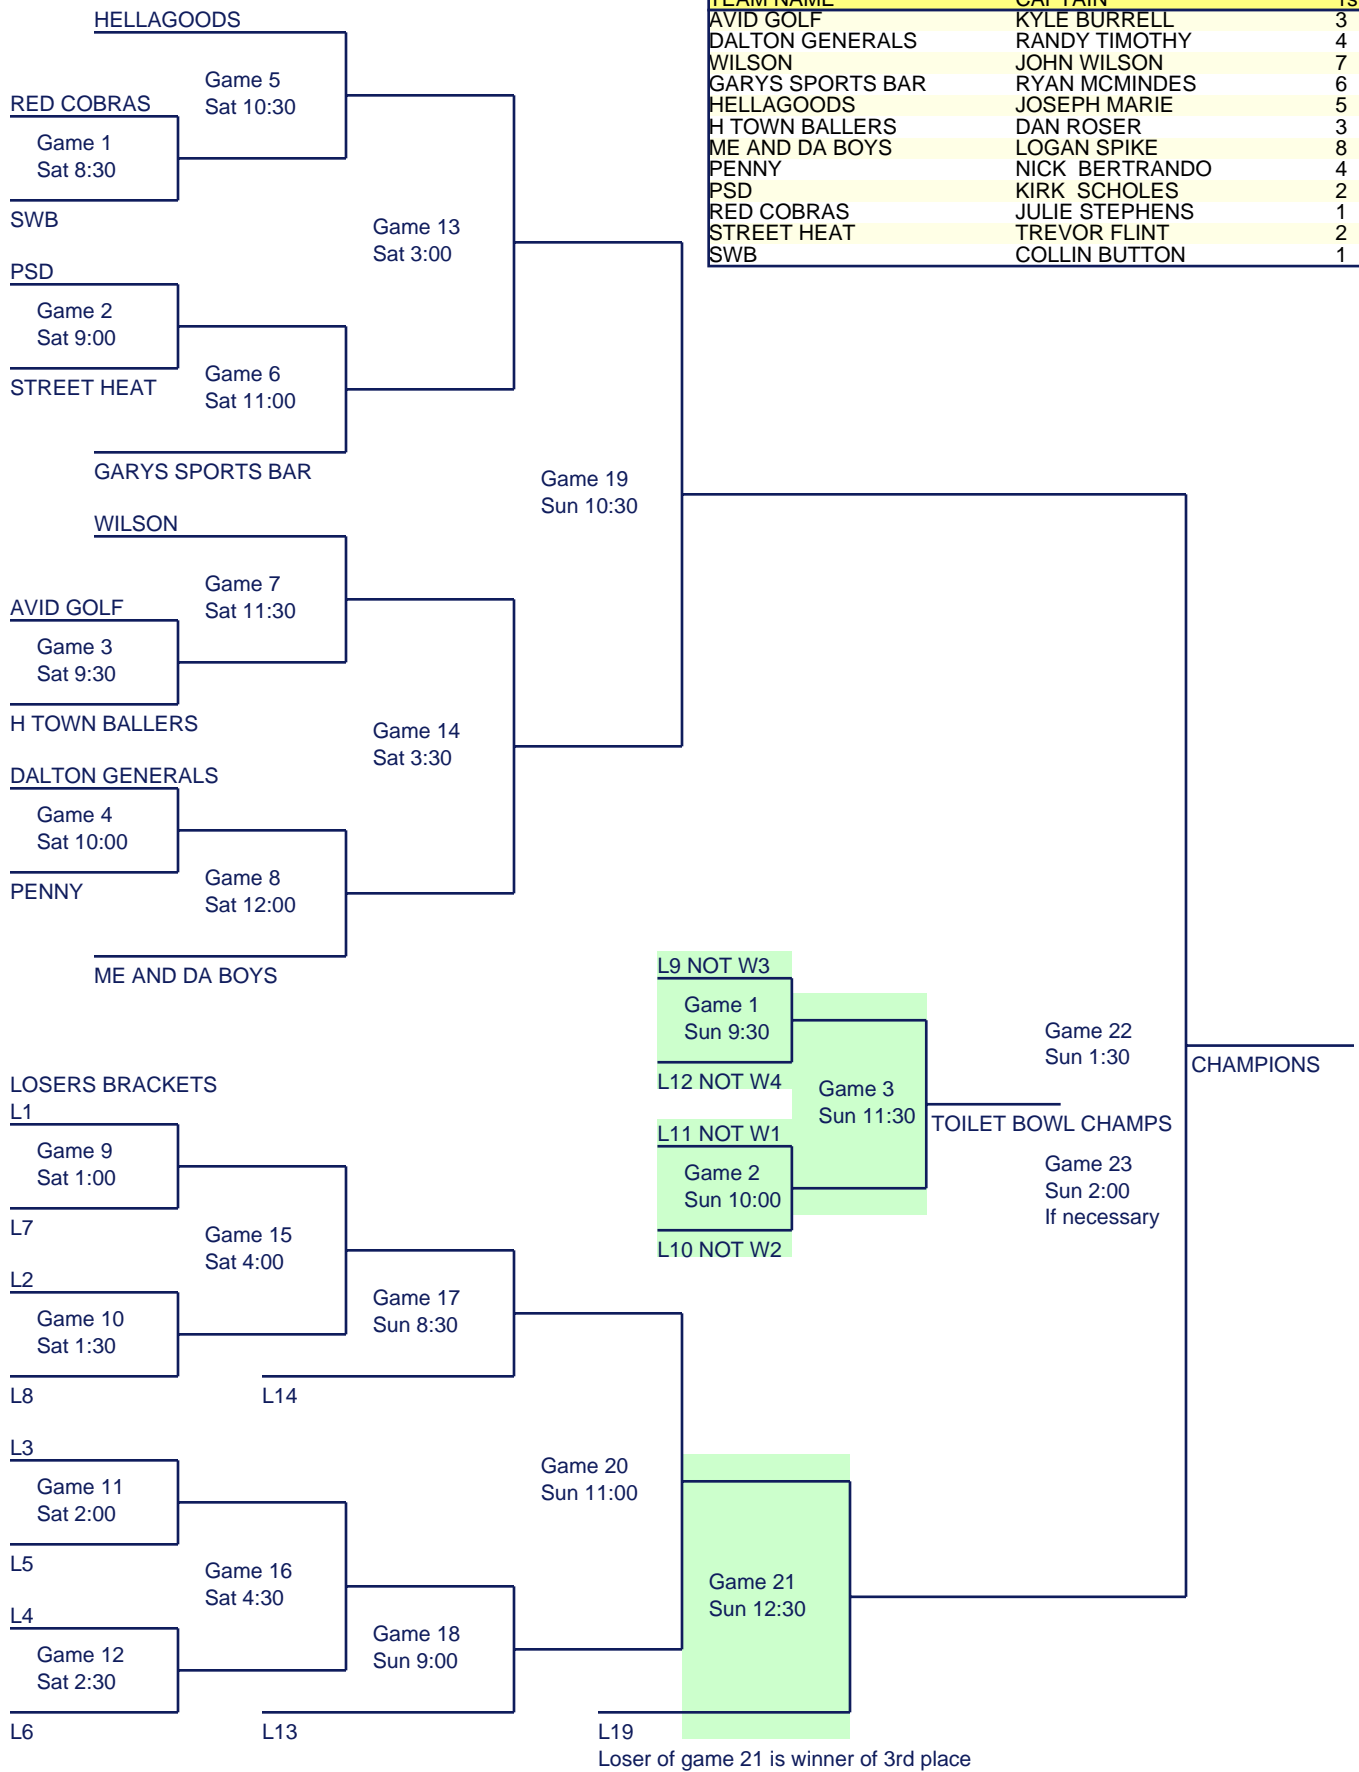 TEAM NAME CAPTAIN 1s
AVID GOLF KYLE BURRELL 3
DALTON GENERALS RANDY TIMOTHY 4
WILSON JOHN WILSON 7
GARYS SPORTS BAR RYAN MCMINDES 6
HELLAGOODS JOSEPH MARIE 5
H TOWN BALLERS DAN ROSER 3
ME AND DA BOYS LOGAN SPIKE 8
PENNY NICK  BERTRANDO 4
PSD KIRK  SCHOLES 2
RED COBRAS JULIE STEPHENS 1
STREET HEAT TREVOR FLINT 2
SWB COLLIN BUTTON 1
HELLAGOODS
Game 5
Sat 10:30
RED COBRAS
Game 1
Sat 8:30
SWB
Game 13
Sat 3:00
PSD
Game 2
Sat 9:00
STREET HEAT
Game 6
Sat 11:00
GARYS SPORTS BAR
Game 19
Sun 10:30
WILSON
Game 7
Sat 11:30
AVID GOLF
Game 3
Sat 9:30
H TOWN BALLERS
Game 14
Sat 3:30
DALTON GENERALS
Game 4
Sat 10:00
PENNY
Game 8
Sat 12:00
ME AND DA BOYS
L9 NOT W3
Game 1
Sun 9:30
L12 NOT W4
Game 3
Sun 11:30
L11 NOT W1
Game 2
Sun 10:00
L10 NOT W2
TOILET BOWL CHAMPS
Game 22
Sun 1:30
CHAMPIONS
Game 23
Sun 2:00
If necessary
LOSERS BRACKETS
L1
Game 9
Sat 1:00
L7
Game 15
Sat 4:00
L2
Game 10
Sat 1:30
L8
Game 17
Sun 8:30
L14
L3
Game 11
Sat 2:00
L5
Game 20
Sun 11:00
Game 16
Sat 4:30
L4
Game 12
Sat 2:30
L6
Game 18
Sun 9:00
L13
Game 21
Sun 12:30
L19
Loser of game 21 is winner of 3rd place